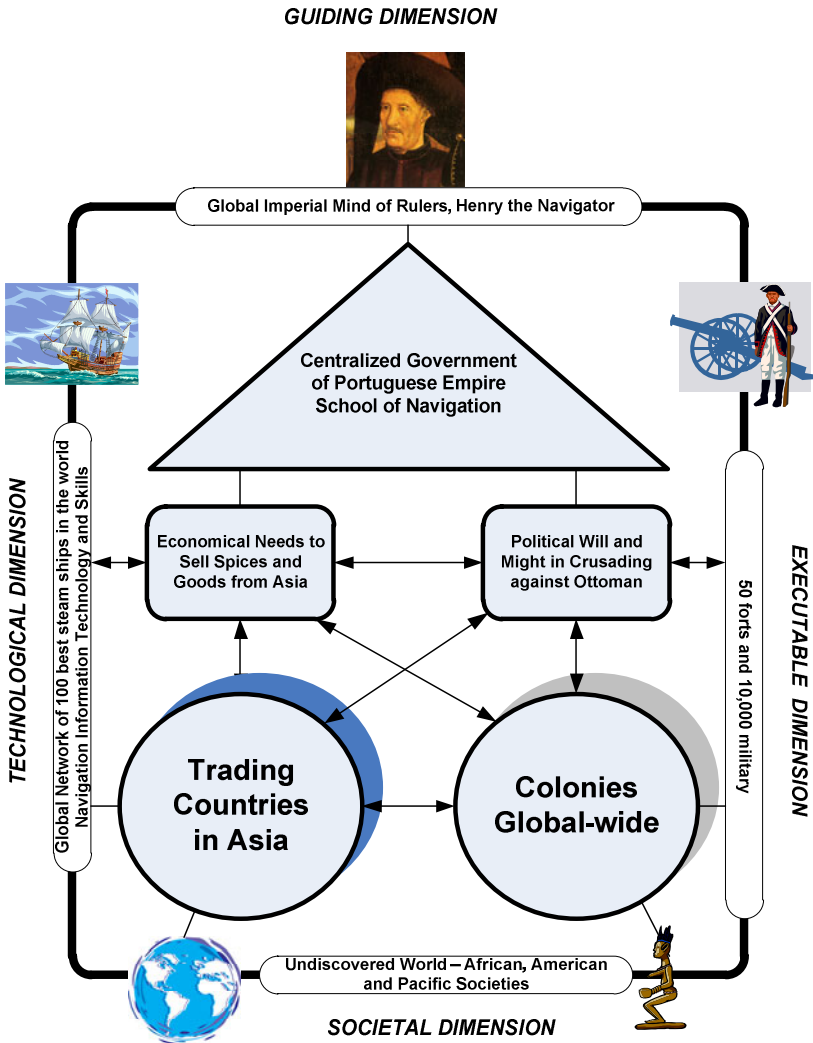 GUIDING DIMENSION
Global Imperial Mind of Rulers, Henry the Navigator
Centralized Government
of Portuguese Empire
School of Navigation
TECHNOLOGICAL DIMENSION
Global Network of 100 best steam ships in the world
Navigation Information Technology and Skills
Economical Needs to
Sell Spices and
Goods from Asia
Political Will and
Might in Crusading
against Ottoman
50 forts and 10,000 military
EXECUTABLE DIMENSION
Trading
Countries
in Asia
Colonies
Global-wide
Undiscovered World – African, American
and Pacific Societies
SOCIETAL DIMENSION